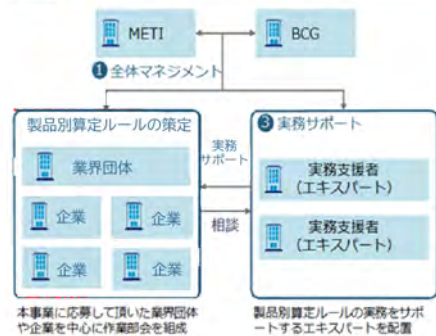 METI
BCG
1 全体マネジメント
製品別算定ルールの策定
業界団体
企業
企業
企業
企業
実務
サポート
相談
3 実務サポート
実務支援者
(エキスパート)
実務支援者
(エキスパート)
本事業に応募して頂いた業界団体
や企業を中心に作業部会を組成
製品別算定ルールの実務をサポ
ートするエキスパートを配置